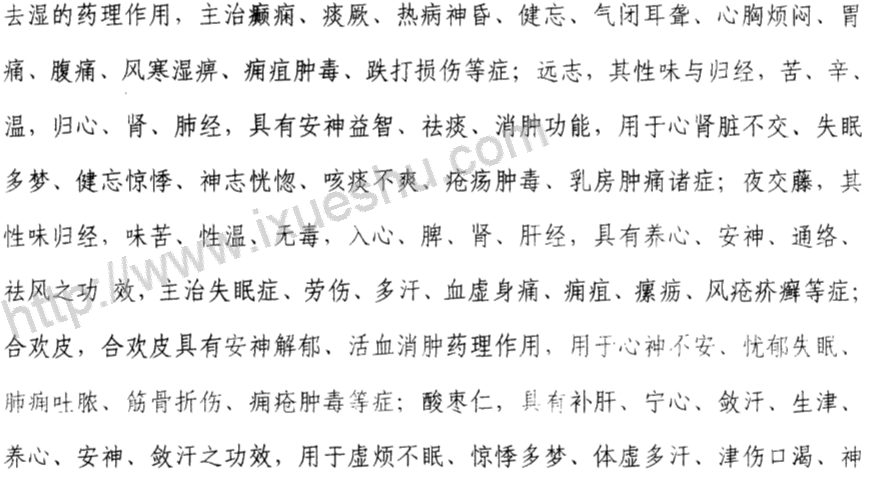 去湿的药理作用，主治癫痫、痰厥、热病神昏、健忘、气闭耳聋、心胸烦闷、胃
痛、腹痛、风寒湿痹、痈疽肿毒、跌打损伤等症；远志，其性味与归经，苦、辛、
温，归心、肾、肺经，具有安神益智、祛痰、消肿功能，用于心肾脏不交、失眠
多梦、健忘惊悸、神志恍惚、咳痰不爽、疮疡肿毒、乳房肿痛诸症；夜交藤，其
性味归经，味苦、性温、无毒，入心、脾、肾、肝经，具有养心、安神、通络、
祛风之功 效，主治失眠症、劳伤、多汗、血虚身痛、痈疽、瘰疬、风疮疥癣等症；
合欢皮，合欢皮具有安神解郁、活血消肿药理作用，用于心神不安、忧郁失眠、
肺痈吐脓、筋骨折伤、痈疮肿毒等症；酸枣仁，具有补肝、宁心、敛汗、生津、
养心、安神、敛汗之功效，用于虚烦不眠、惊悸多梦、体虚多汗、津伤口渴、神
http://www.ixueshu.com